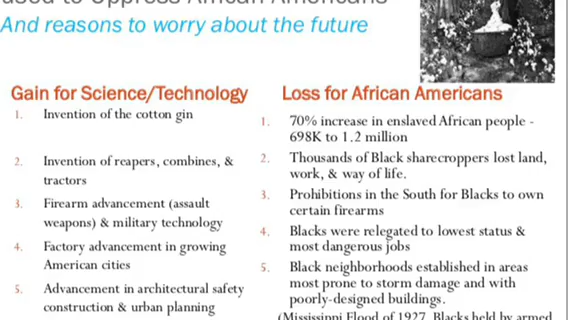 used to Oppress African Americans
And reasons to worry about the future
Gain for Science/Technology
1. Invention of the cotton gin
2. Invention of reapers, combines, &
tractors
3. Firearm advancement (assault
weapons) & military technology
4. Factory advancement in growing
American cities
5. Advancement in architectural safety
construction & urban planning
Loss for African Americans
1. 70% increase in enslaved African people -
698K to 1.2 million
2. Thousands of Black sharecroppers lost land,
work, & way of life.
3. Prohibitions in the South for Blacks to own
certain firearms
4. Blacks were relegated to lowest status &
most dangerous jobs
5. Black neighborhoods established in areas
most prone to storm damage and with
poorly-designed buildings.
(Mississippi Flood of 1927, Blacks held by armed